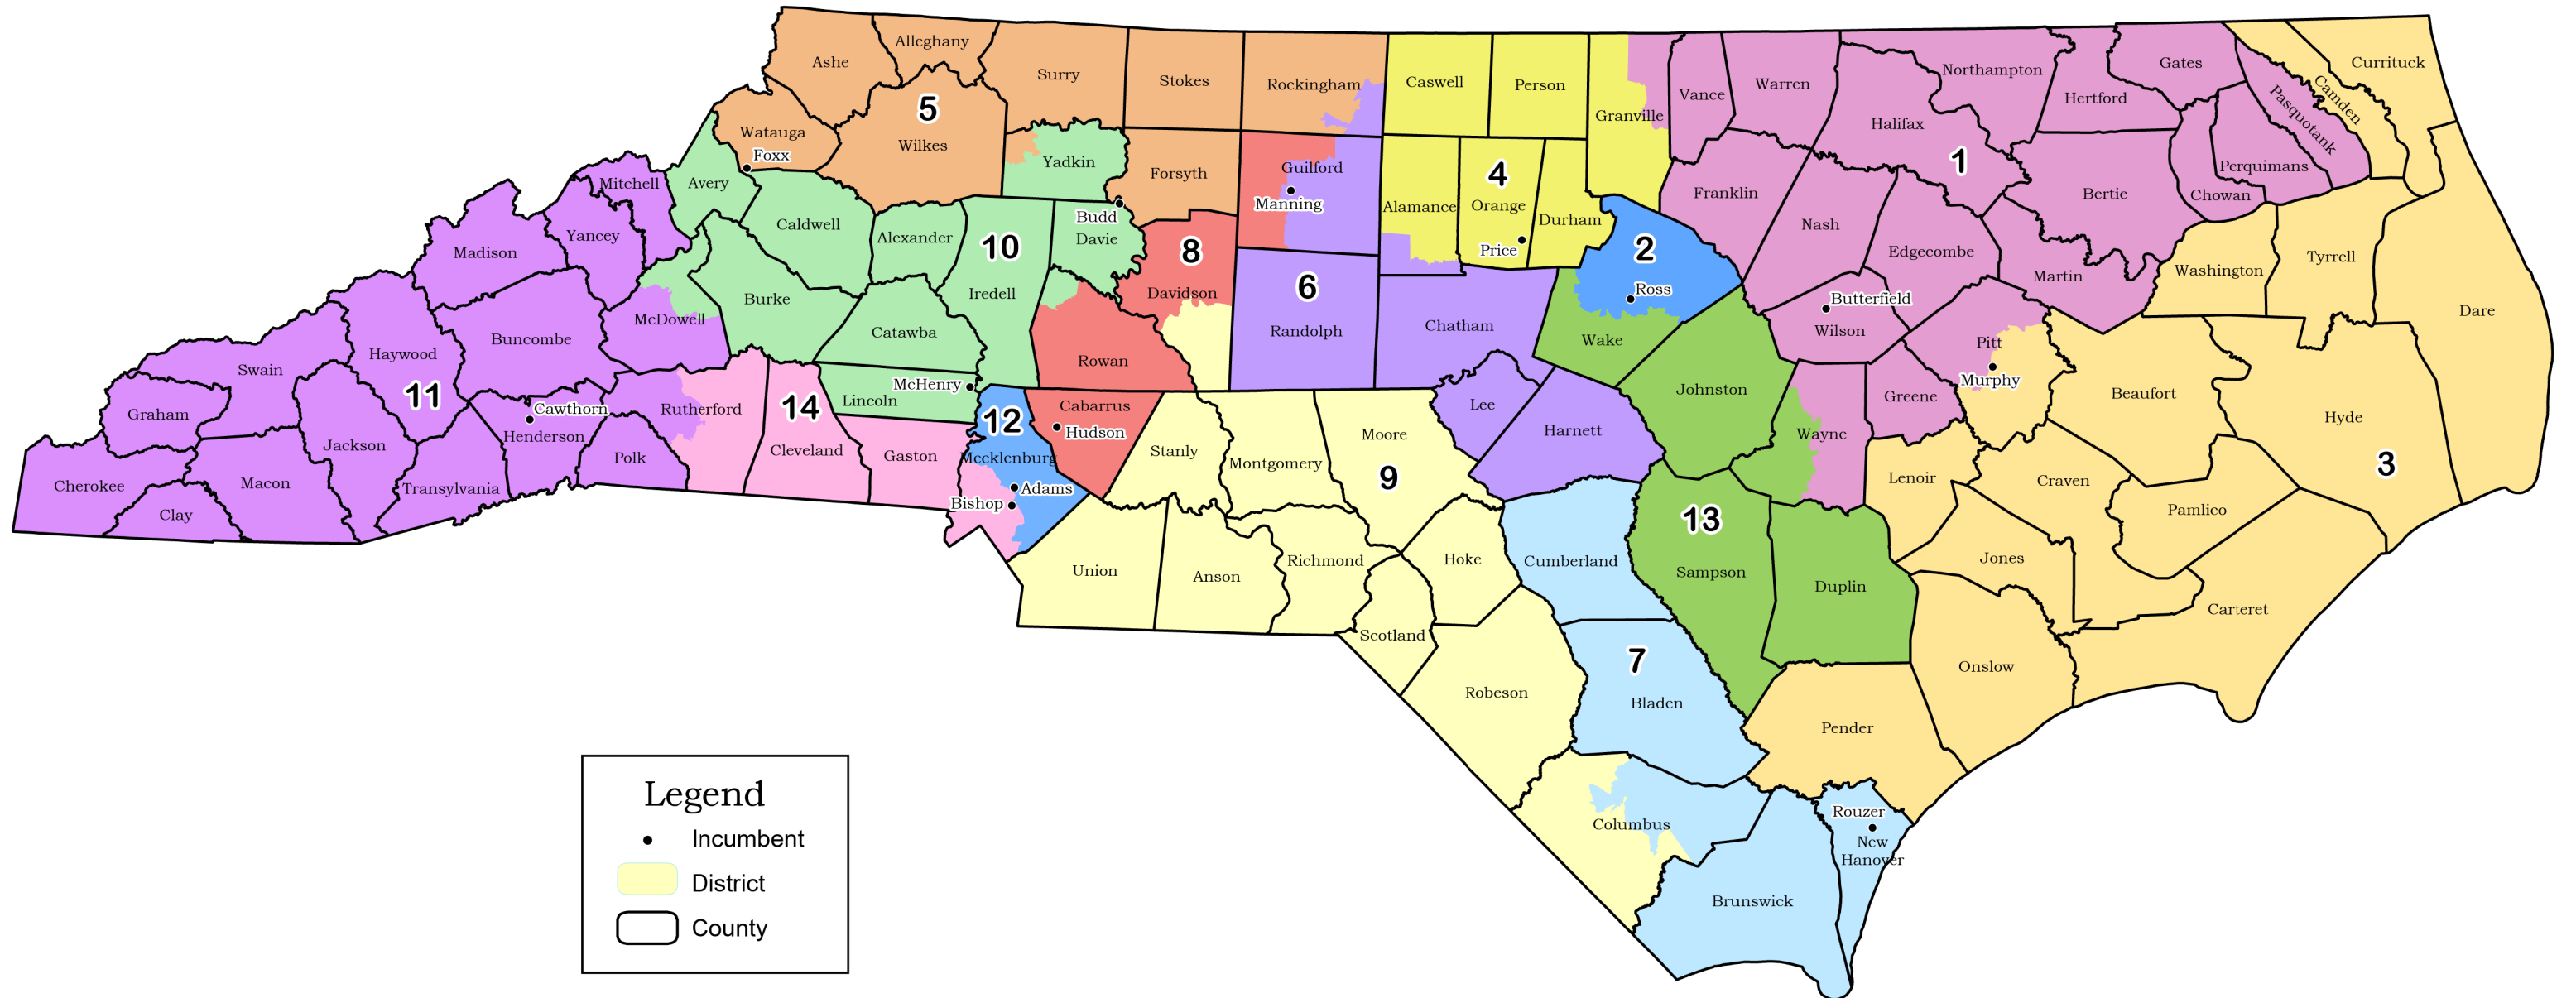 Ashe
Alleghany
Surry
Stokes
Rockingham
Caswell
Person
Granville
Vance
Warren
Northampton
Hertford
Gates
Pasquotank
Camden
Currituck
5
Watauga
Foxx
Wilkes
Yadkin
Forsyth
Guilford
Manning
Alamance
4
Orange
Price
Durham
Franklin
Halifax
1
Bertie
Chowan
Perquimans
Mitchell
Avery
Caldwell
Alexander
10
Iredell
Budd
Davie
8
Davidson
6
Randolph
Chatham
2
Ross
Wake
Nash
Edgecombe
Martin
Washington
Tyrrell
Dare
Madison
Yancey
Buncombe
McDowell
Burke
Catawba
Rowan
Butterfield
Wilson
Pitt
Murphy
Beaufort
Hyde
3
Swain
Haywood
11
Graham
Jackson
Cawthorn
Henderson
Rutherford
14
Cleveland
McHenry
Lincoln
Gaston
12
Mecklenburg
Adams
Bishop
Cabarrus
Hudson
Stanly
Montgomery
Moore
9
Lee
Harnett
Johnston
Wayne
Greene
Lenoir
Craven
Pamlico
Cherokee
Clay
Macon
Transylvania
Polk
Union
Anson
Richmond
Hoke
Scotland
Cumberland
13
Sampson
Duplin
Jones
Carteret
Onslow
Robeson
7
Bladen
Pender
Columbus
Rouzer
New
Hanover
Brunswick
Legend
Incumbent
District
County